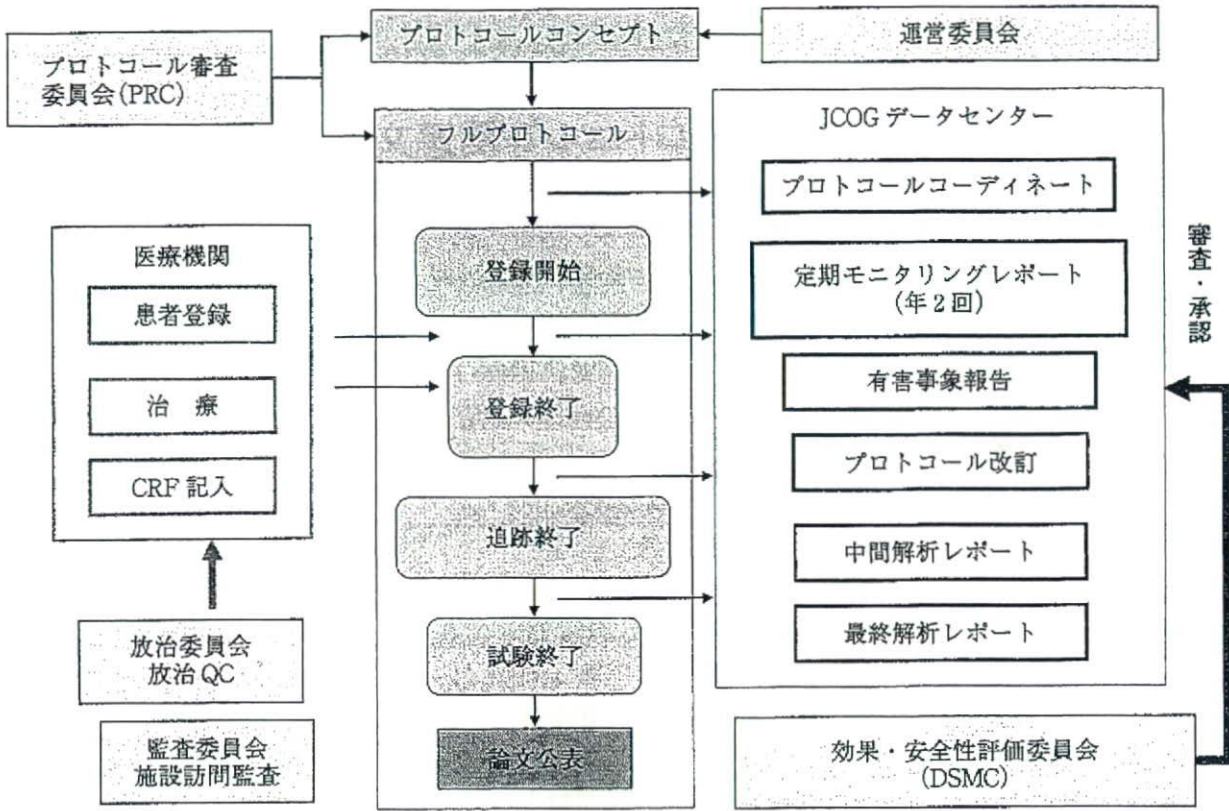 プロトコールコンセプト
運営委員会
プロトコール審査
委員会(PRC)
フルプロトコール
JCOGデータセンター
プロトコールコーディネート
医療機関
患者登録
治　療
CRF記入
登録開始
登録終了
追跡終了
試験終了
論文公表
定期モニタリングレポート
(年2回)
有害事象報告
プロトコール改訂
中間解析レポート
最終解析レポート
審査・承認
放治委員会
放治QC
監査委員会
施設訪問監査
効果・安全性評価委員会
(DSMC)